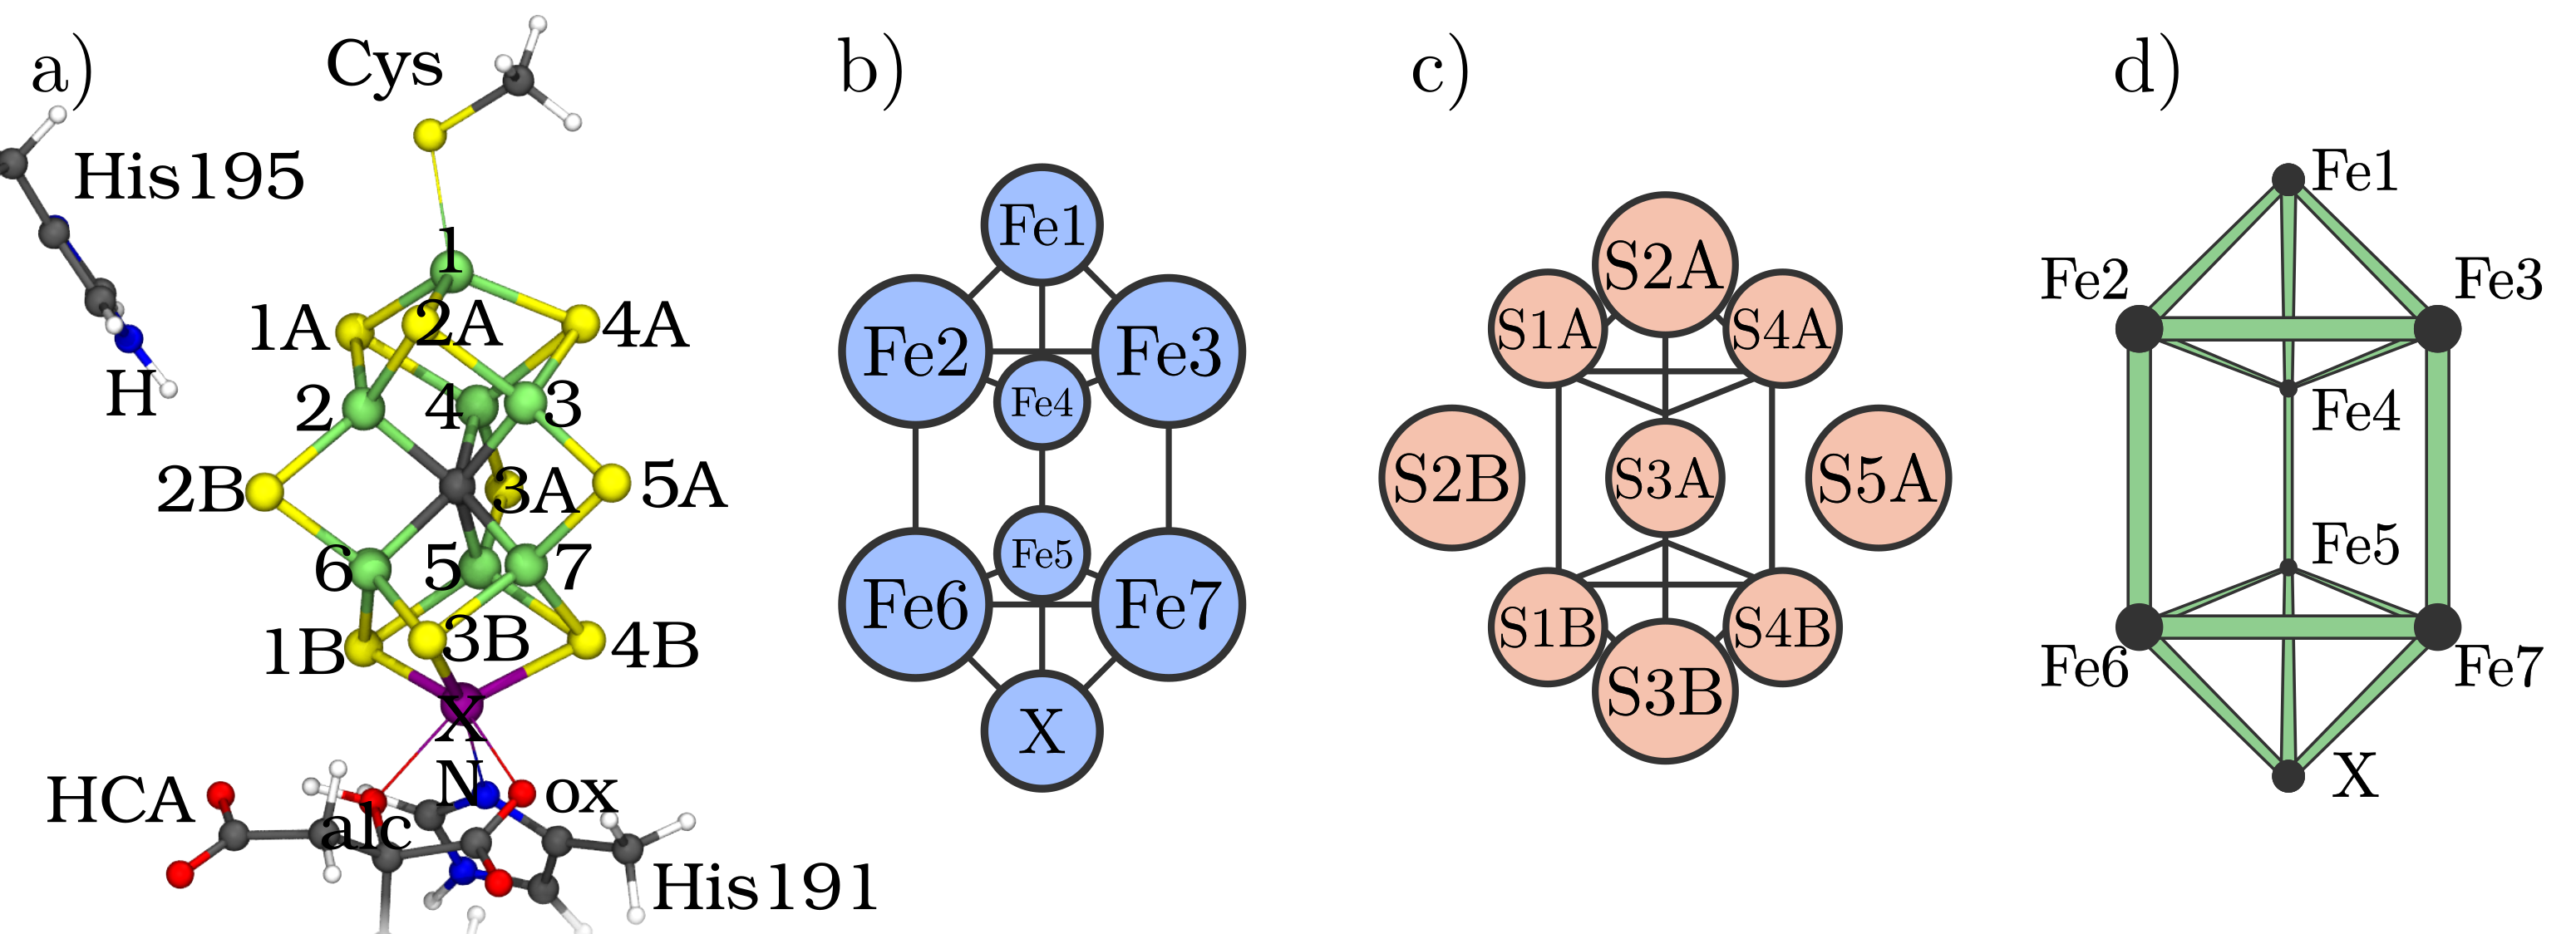 a)
Cys
His195
H
1
1A
2A
4A
2
4
3
2B
3A
5A
6
5
7
1B
3B
4B
X
HCA
N
ox
alc
His191
b)
Fe1
Fe2
Fe3
Fe4
Fe5
Fe6
Fe7
X
c)
S2A
S1A
S4A
S2B
S3A
S5A
S1B
S4B
S3B
d)
Fe1
Fe2
Fe3
Fe4
Fe5
Fe6
Fe7
X